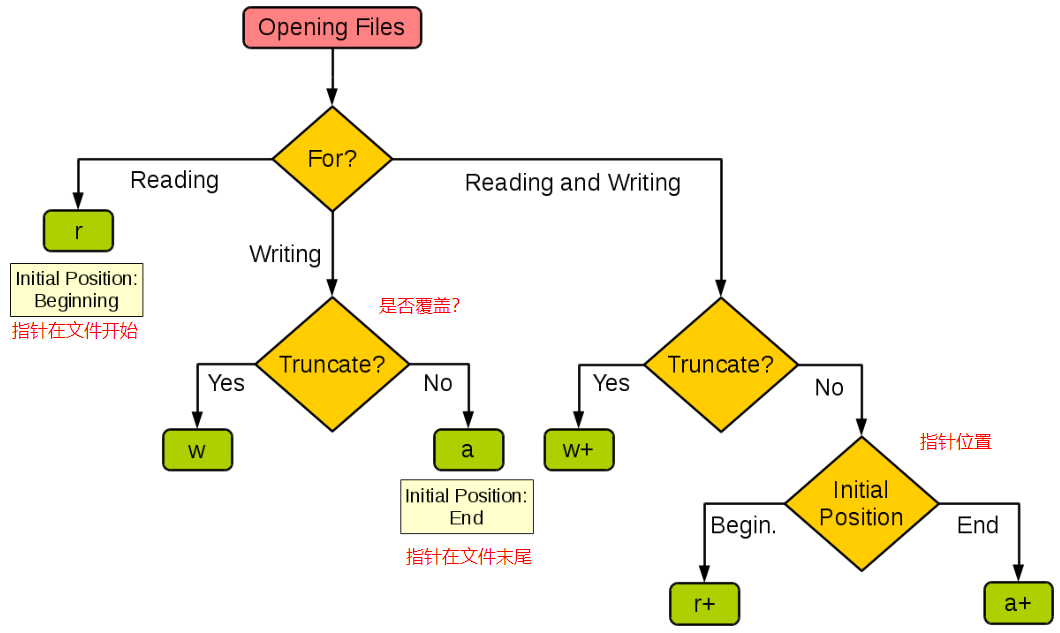 Opening Files
For?
Reading
Reading and Writing
r
Writing
Initial Position:
Beginning
指针在文件开始
是否覆盖?
Truncate?
Yes
No
w
a
Initial Position:
End
指针在文件末尾
Truncate?
Yes
No
w+
指针位置
Initial
Position
Begin.
End
r+
a+